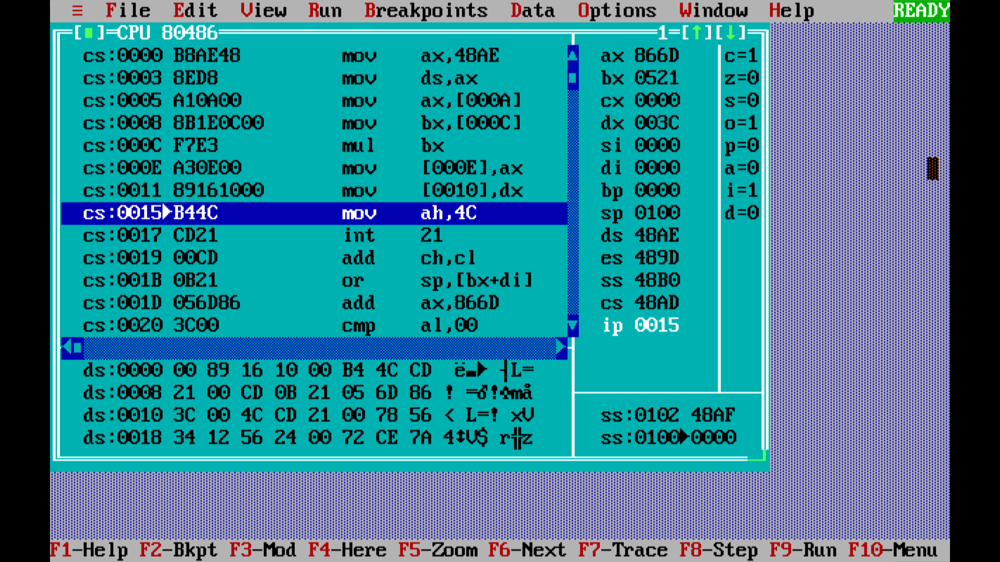 ≡ File Edit View Run Breakpoints Data Options Window Help READY
[■]=CPU 80486 1=[↑][↓]
cs:0000 B8AE48 mov ax,48AE ax 866D c=1
cs:0003 8ED8 mov ds,ax bx 0521 z=0
cs:0005 A10A00 mov ax,[000A] cx 0000 s=0
cs:0008 8B1E0C00 mov bx,[000C] dx 003C o=1
cs:000C F7E3 mul bx si 0000 p=0
cs:000E A30E00 mov [000E],ax di 0000 a=0
cs:0011 89161000 mov [0010],dx bp 0000 i=1
cs:0015►B44C mov ah,4C sp 0100 d=0
cs:0017 CD21 int 21 ds 48AE
cs:0019 00CD add ch,cl es 489D
cs:001B 0B21 or sp,[bx+di] ss 48B0
cs:001D 056D86 add ax,866D cs 48AD
cs:0020 3C00 cmp al,00 ip 0015
ds:0000 00 89 16 10 00 B4 4C CD ë▬► ┤L=
ds:0008 21 00 CD 0B 21 05 6D 86 ! =♂!♣må
ds:0010 3C 00 4C CD 21 00 78 56 < L=! xV ss:0102 48AF
ds:0018 34 12 56 24 00 72 CE 7A 4↕V$ r╬z ss:0100►0000
F1-Help F2-Bkpt F3-Mod F4-Here F5-Zoom F6-Next F7-Trace F8-Step F9-Run F10-Menu